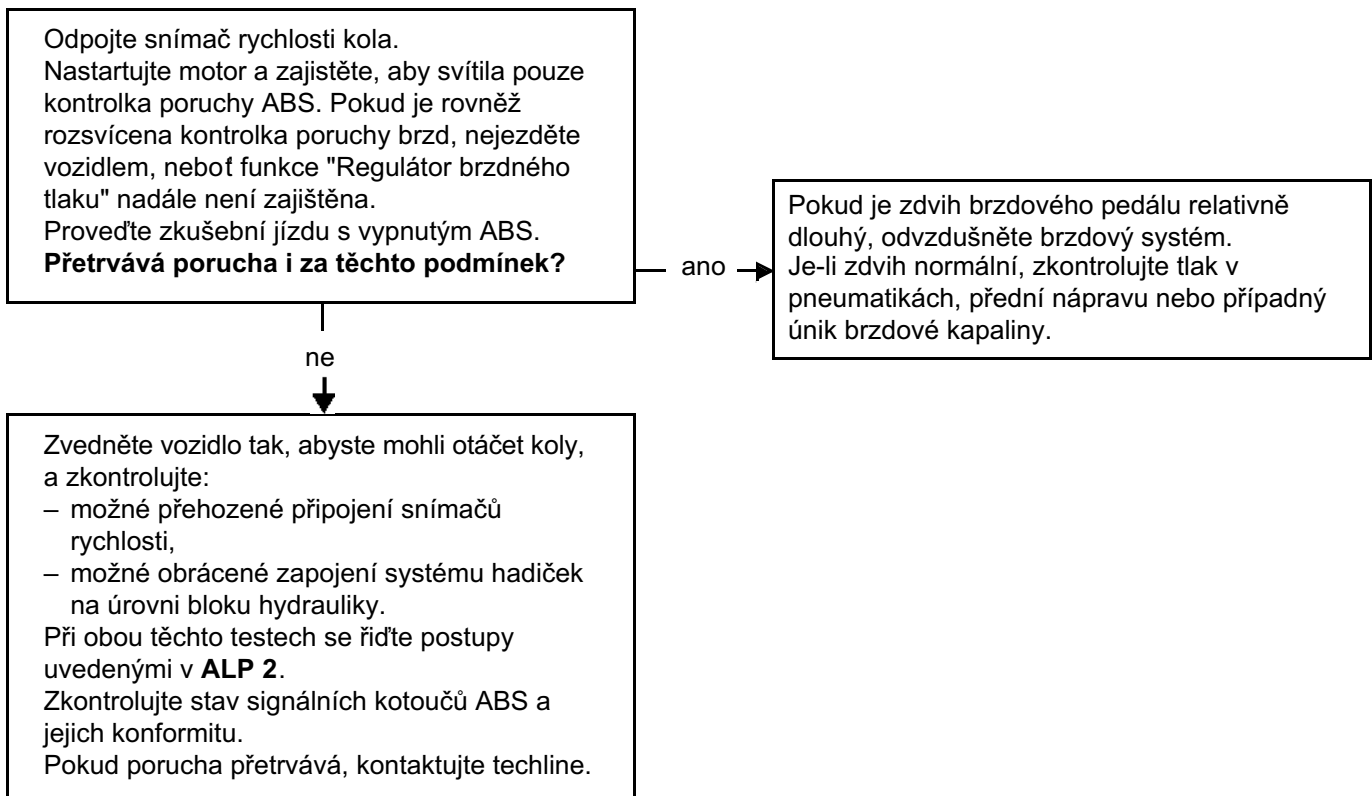 Odpojte snímač rychlosti kola.
Nastartujte motor a zajistěte, aby svítila pouze
kontrolka poruchy ABS. Pokud je rovněž
rozsvícena kontrolka poruchy brzd, nejezděte
vozidlem, neboť funkce "Regulátor brzdného
tlaku" nadále není zajištěna.
Proveďte zkušební jízdu s vypnutým ABS.
Přetrvává porucha i za těchto podmínek?
ano
Pokud je zdvih brzdového pedálu relativně
dlouhý, odvzdušněte brzdový systém.
Je-li zdvih normální, zkontrolujte tlak v
pneumatikách, přední nápravu nebo případný
únik brzdové kapaliny.
ne
Zvedněte vozidlo tak, abyste mohli otáčet koly,
a zkontrolujte:
– možné přehozené připojení snímačů
rychlosti,
– možné obrácené zapojení systému hadiček
na úrovni bloku hydrauliky.
Při obou těchto testech se řiďte postupy
uvedenými v ALP 2.
Zkontrolujte stav signálních kotoučů ABS a
jejich konformitu.
Pokud porucha přetrvává, kontaktujte techline.